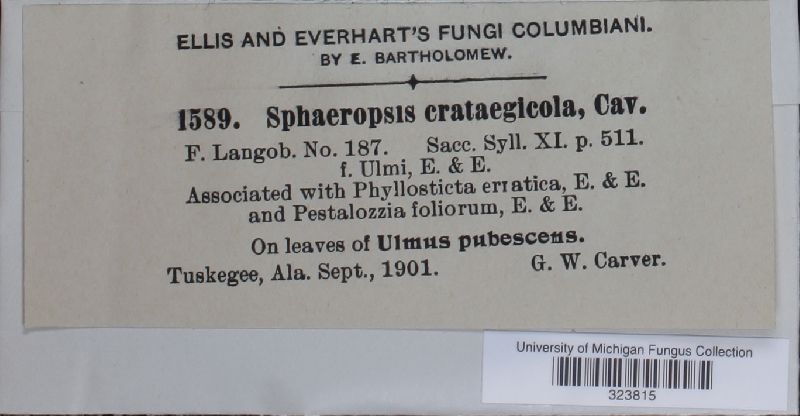 ELLIS AND EVERHART'S FUNGI COLUMBIANI.
BY E. BARTHOLOMEW.
1589. Sphaeropsis crataegicola, Cav.
F. Langob. No. 187. Sacc. Syll. XI. p. 511.
f. Ulmi, E. & E.
Associated with Phyllosticta erratica, E. & E.
and Pestalozzia foliorum, E. & E.
On leaves of Ulmus pubescens.
Tuskegee, Ala. Sept., 1901. G. W. Carver.
University of Michigan Fungus Collection
323815